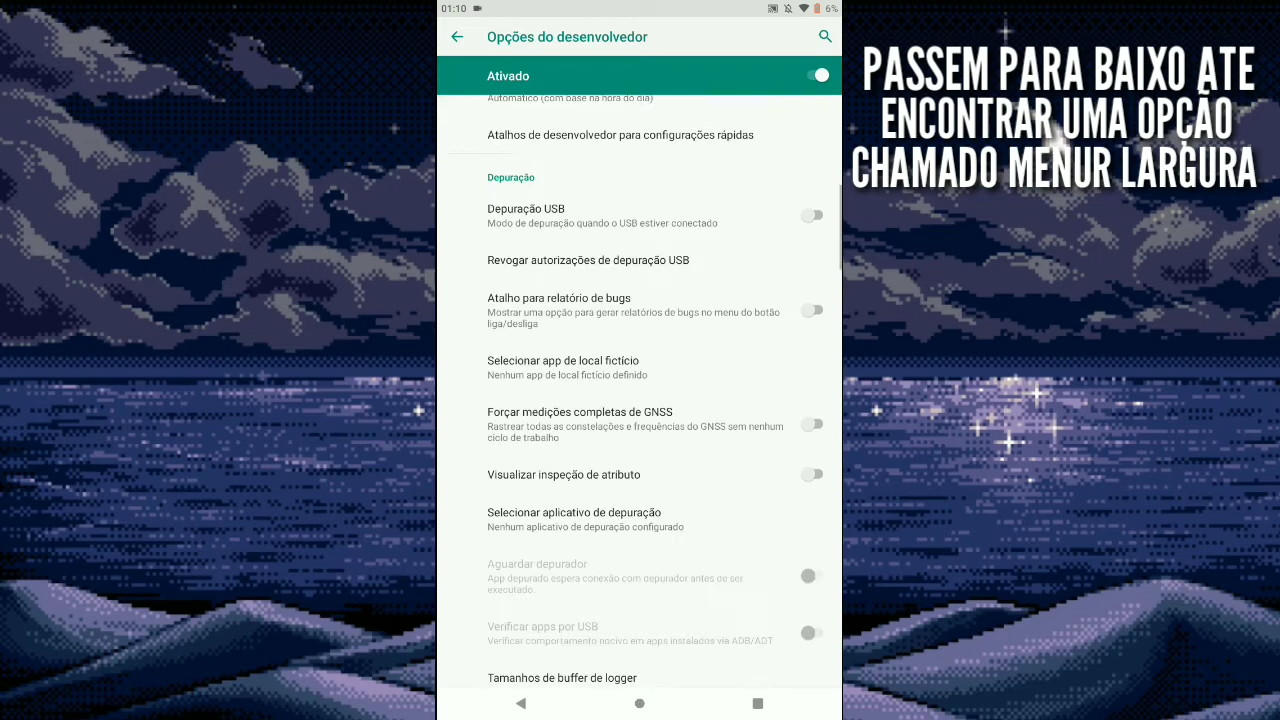 01:10
6%
Opções do desenvolvedor
Ativado
Automático (com base na hora do dia)
Atalhos de desenvolvedor para configurações rápidas
Depuração
Depuração USB
Modo de depuração quando o USB estiver conectado
Revogar autorizações de depuração USB
Atalho para relatório de bugs
Mostrar uma opção para gerar relatórios de bugs no menu do botão
liga/desliga
Selecionar app de local fictício
Nenhum app de local fictício definido
Forçar medições completas de GNSS
Rastrear todas as constelações e frequências do GNSS sem nenhum
ciclo de trabalho
Visualizar inspeção de atributo
Selecionar aplicativo de depuração
Nenhum aplicativo de depuração configurado
Aguardar depurador
App depurado espera conexão com depurador antes de ser
executado.
Verificar apps por USB
Verificar comportamento nocivo em apps instalados via ADB/ADT
Tamanhos de buffer de logger
PASSEM PARA BAIXO ATE
ENCONTRAR UMA OPÇÃO
CHAMADO MENUR LARGURA